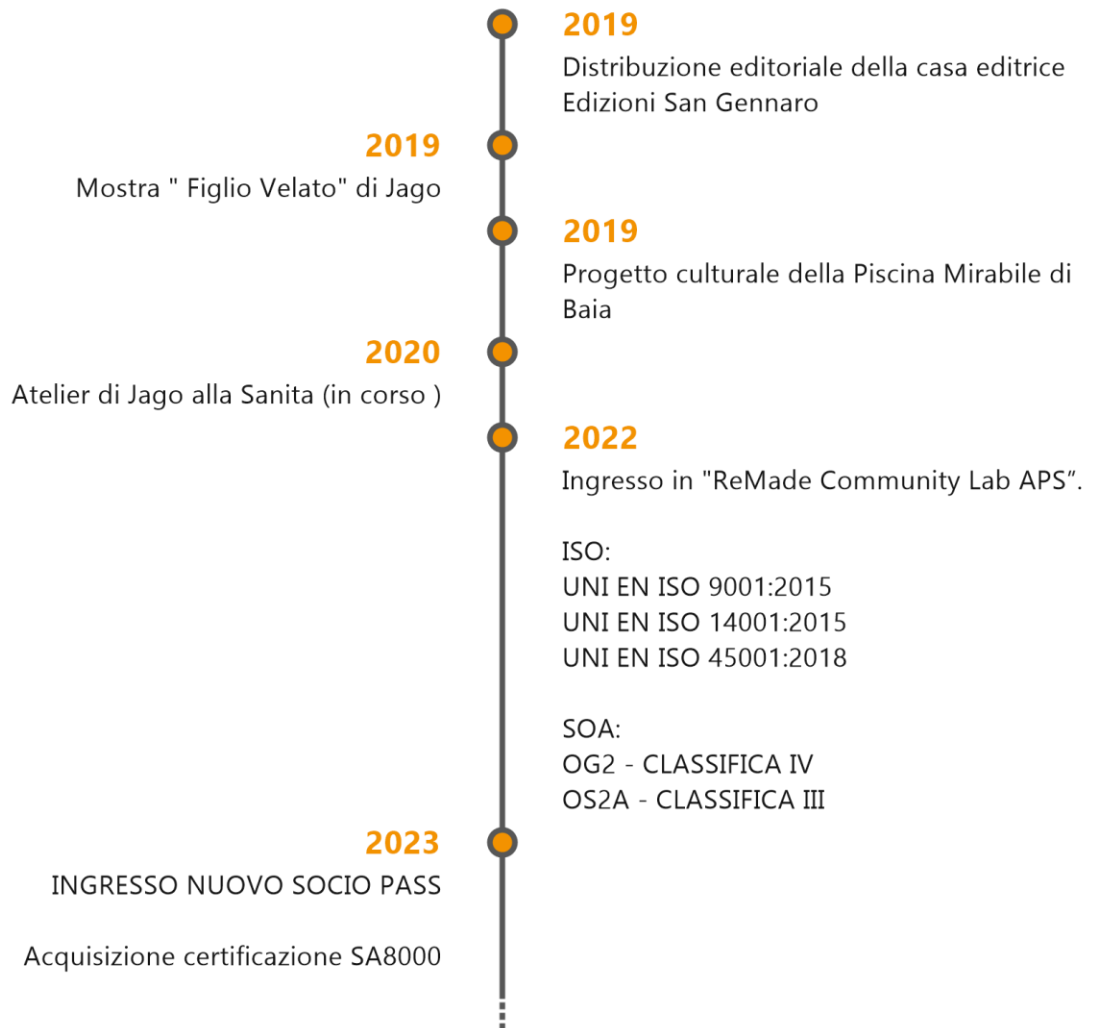 2019
Distribuzione editoriale della casa editrice
Edizioni San Gennaro
2019
Mostra " Figlio Velato" di Jago
2019
Progetto culturale della Piscina Mirabile di
Baia
2020
Atelier di Jago alla Sanita (in corso )
2022
Ingresso in "ReMade Community Lab APS”.
ISO:
UNI EN ISO 9001:2015
UNI EN ISO 14001:2015
UNI EN ISO 45001:2018
SOA:
OG2 - CLASSIFICA IV
OS2A - CLASSIFICA III
2023
INGRESSO NUOVO SOCIO PASS
Acquisizione certificazione SA8000